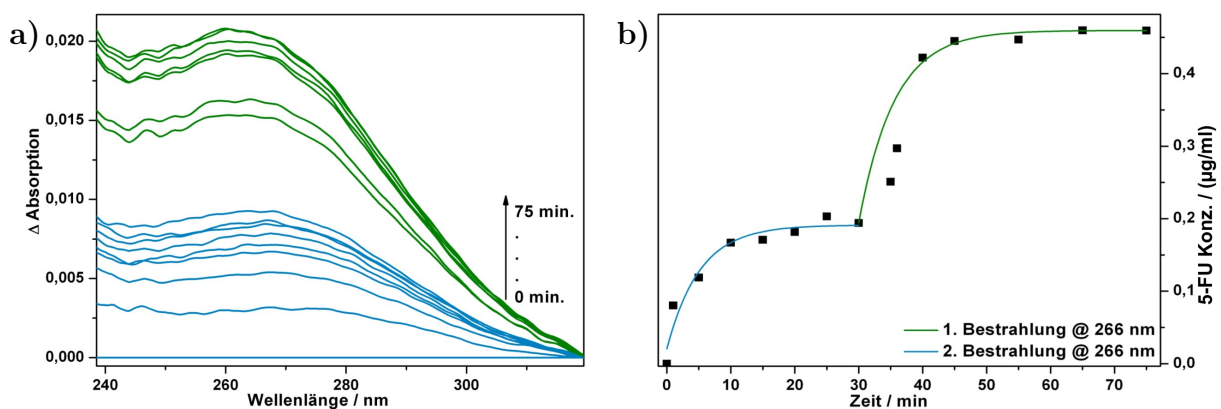 a)
Δ Absorption
0,020
0,015
0,010
0,005
0,000
75 min.
.
.
.
0 min.
240
260
280
300
Wellenlänge / nm
b)
5-FU Konz. / (µg/ml)
0,4
0,3
0,2
0,1
0,0
1. Bestrahlung @ 266 nm
2. Bestrahlung @ 266 nm
0
10
20
30
40
50
60
70
Zeit / min